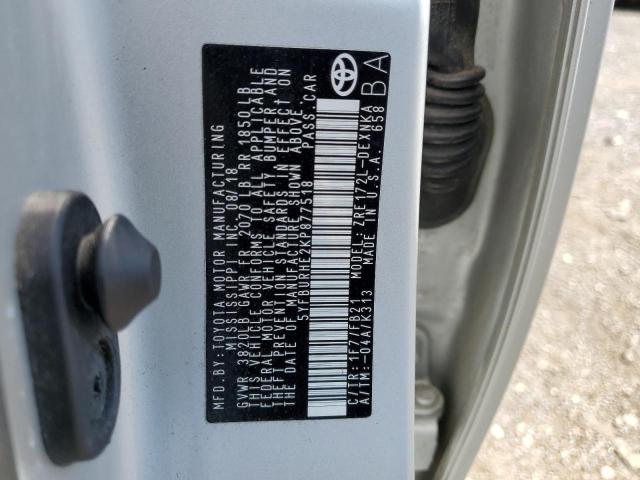 MFD.BY:TOYOTA MOTOR MANUFACTURING
MISSISSIPPI INC. 08/18
GVWR 3820LB GAWR FR 2070LB RR 1850LB
THIS VEHICLE CONFORMS TO ALL APPLICABLE
FEDERAL MOTOR VEHICLE SAFETY BUMPER AND
THEFT PREVENTION STANDARDS IN EFFECT ON
THE DATE OF MANUFACTURE SHOWN ABOVE.
5YFBURHE2KP877518 PASS.CAR
C/TR:1F7/FB21 MODEL:ZRE172L-DEXNKA
A/TM:-04A/K313 MADE IN U.S.A. 658
BA